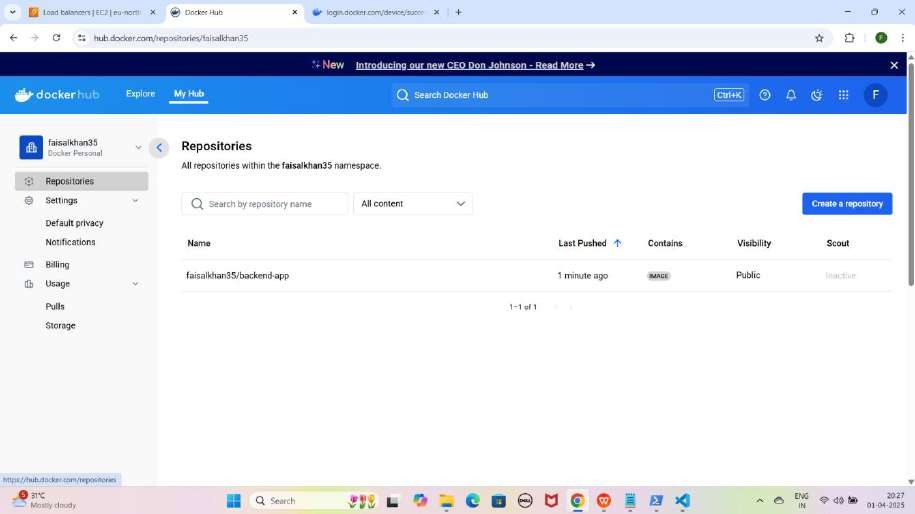 Load balancers | EC2 | eu-north
Docker Hub
login.docker.com/device/succe
hub.docker.com/repositories/faisalkhan35
F
New Introducing our new CEO Don Johnson - Read More →
dockerhub
Explore
My Hub
Search Docker Hub
Ctrl+K
F
faisalkhan35
Docker Personal
Repositories
Settings
Default privacy
Notifications
Billing
Usage
Pulls
Storage
Repositories
All repositories within the faisalkhan35 namespace.
Search by repository name
All content
Create a repository
Name Last Pushed Contains Visibility Scout
faisalkhan35/backend-app 1 minute ago IMAGE Public Inactive
1–1 of 1
https://hub.docker.com/repositories
5
31°C
Mostly cloudy
Search
DELL
ENG
IN
20:27
01-04-2025